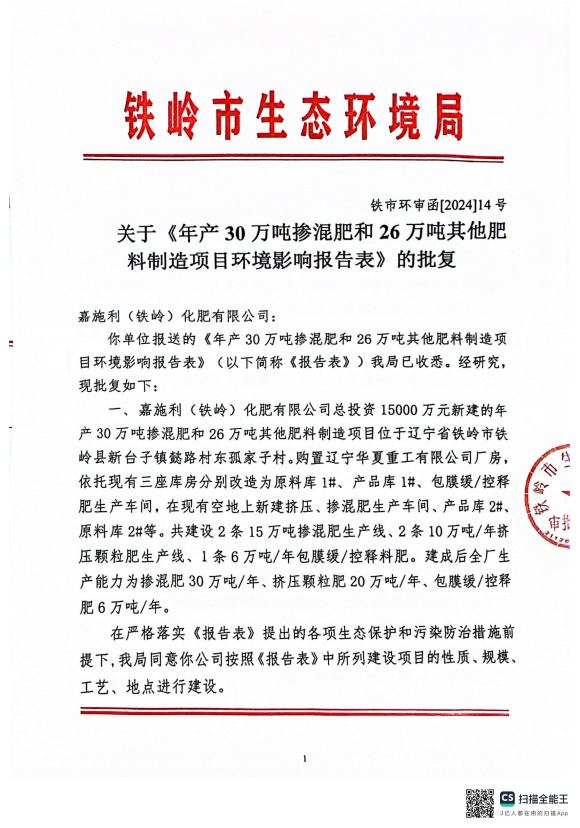 铁岭市生态环境局
铁市环审函[2024]14号
关于《年产 30 万吨掺混肥和 26 万吨其他肥
料制造项目环境影响报告表》的批复
嘉施利（铁岭）化肥有限公司：
你单位报送的《年产 30 万吨掺混肥和 26 万吨其他肥料制造项
目环境影响报告表》（以下简称《报告表》）我局已收悉。经研究，
现批复如下：
一、嘉施利（铁岭）化肥有限公司总投资 15000 万元新建的年
产 30 万吨掺混肥和 26 万吨其他肥料制造项目位于辽宁省铁岭市铁
岭县新台子镇懿路村东孤家子村。购置辽宁华夏重工有限公司厂房，
依托现有三座库房分别改造为原料库 1#、产品库 1#、包膜缓/控释
肥生产车间，在现有空地上新建挤压、掺混肥生产车间、产品库 2#、
原料库 2#等。共建设 2 条 15 万吨掺混肥生产线、2 条 10 万吨/年挤
压颗粒肥生产线、1 条 6 万吨/年包膜缓/控释料肥。建成后全厂生
产能力为掺混肥 30 万吨/年、挤压颗粒肥 20 万吨/年、包膜缓/控释
肥 6 万吨/年。
在严格落实《报告表》提出的各项生态保护和污染防治措施前
提下，我局同意你公司按照《报告表》中所列建设项目的性质、规模、
工艺、地点进行建设。
铁岭市生
审批
1
CS 扫描全能王
3亿人都在用的扫描App